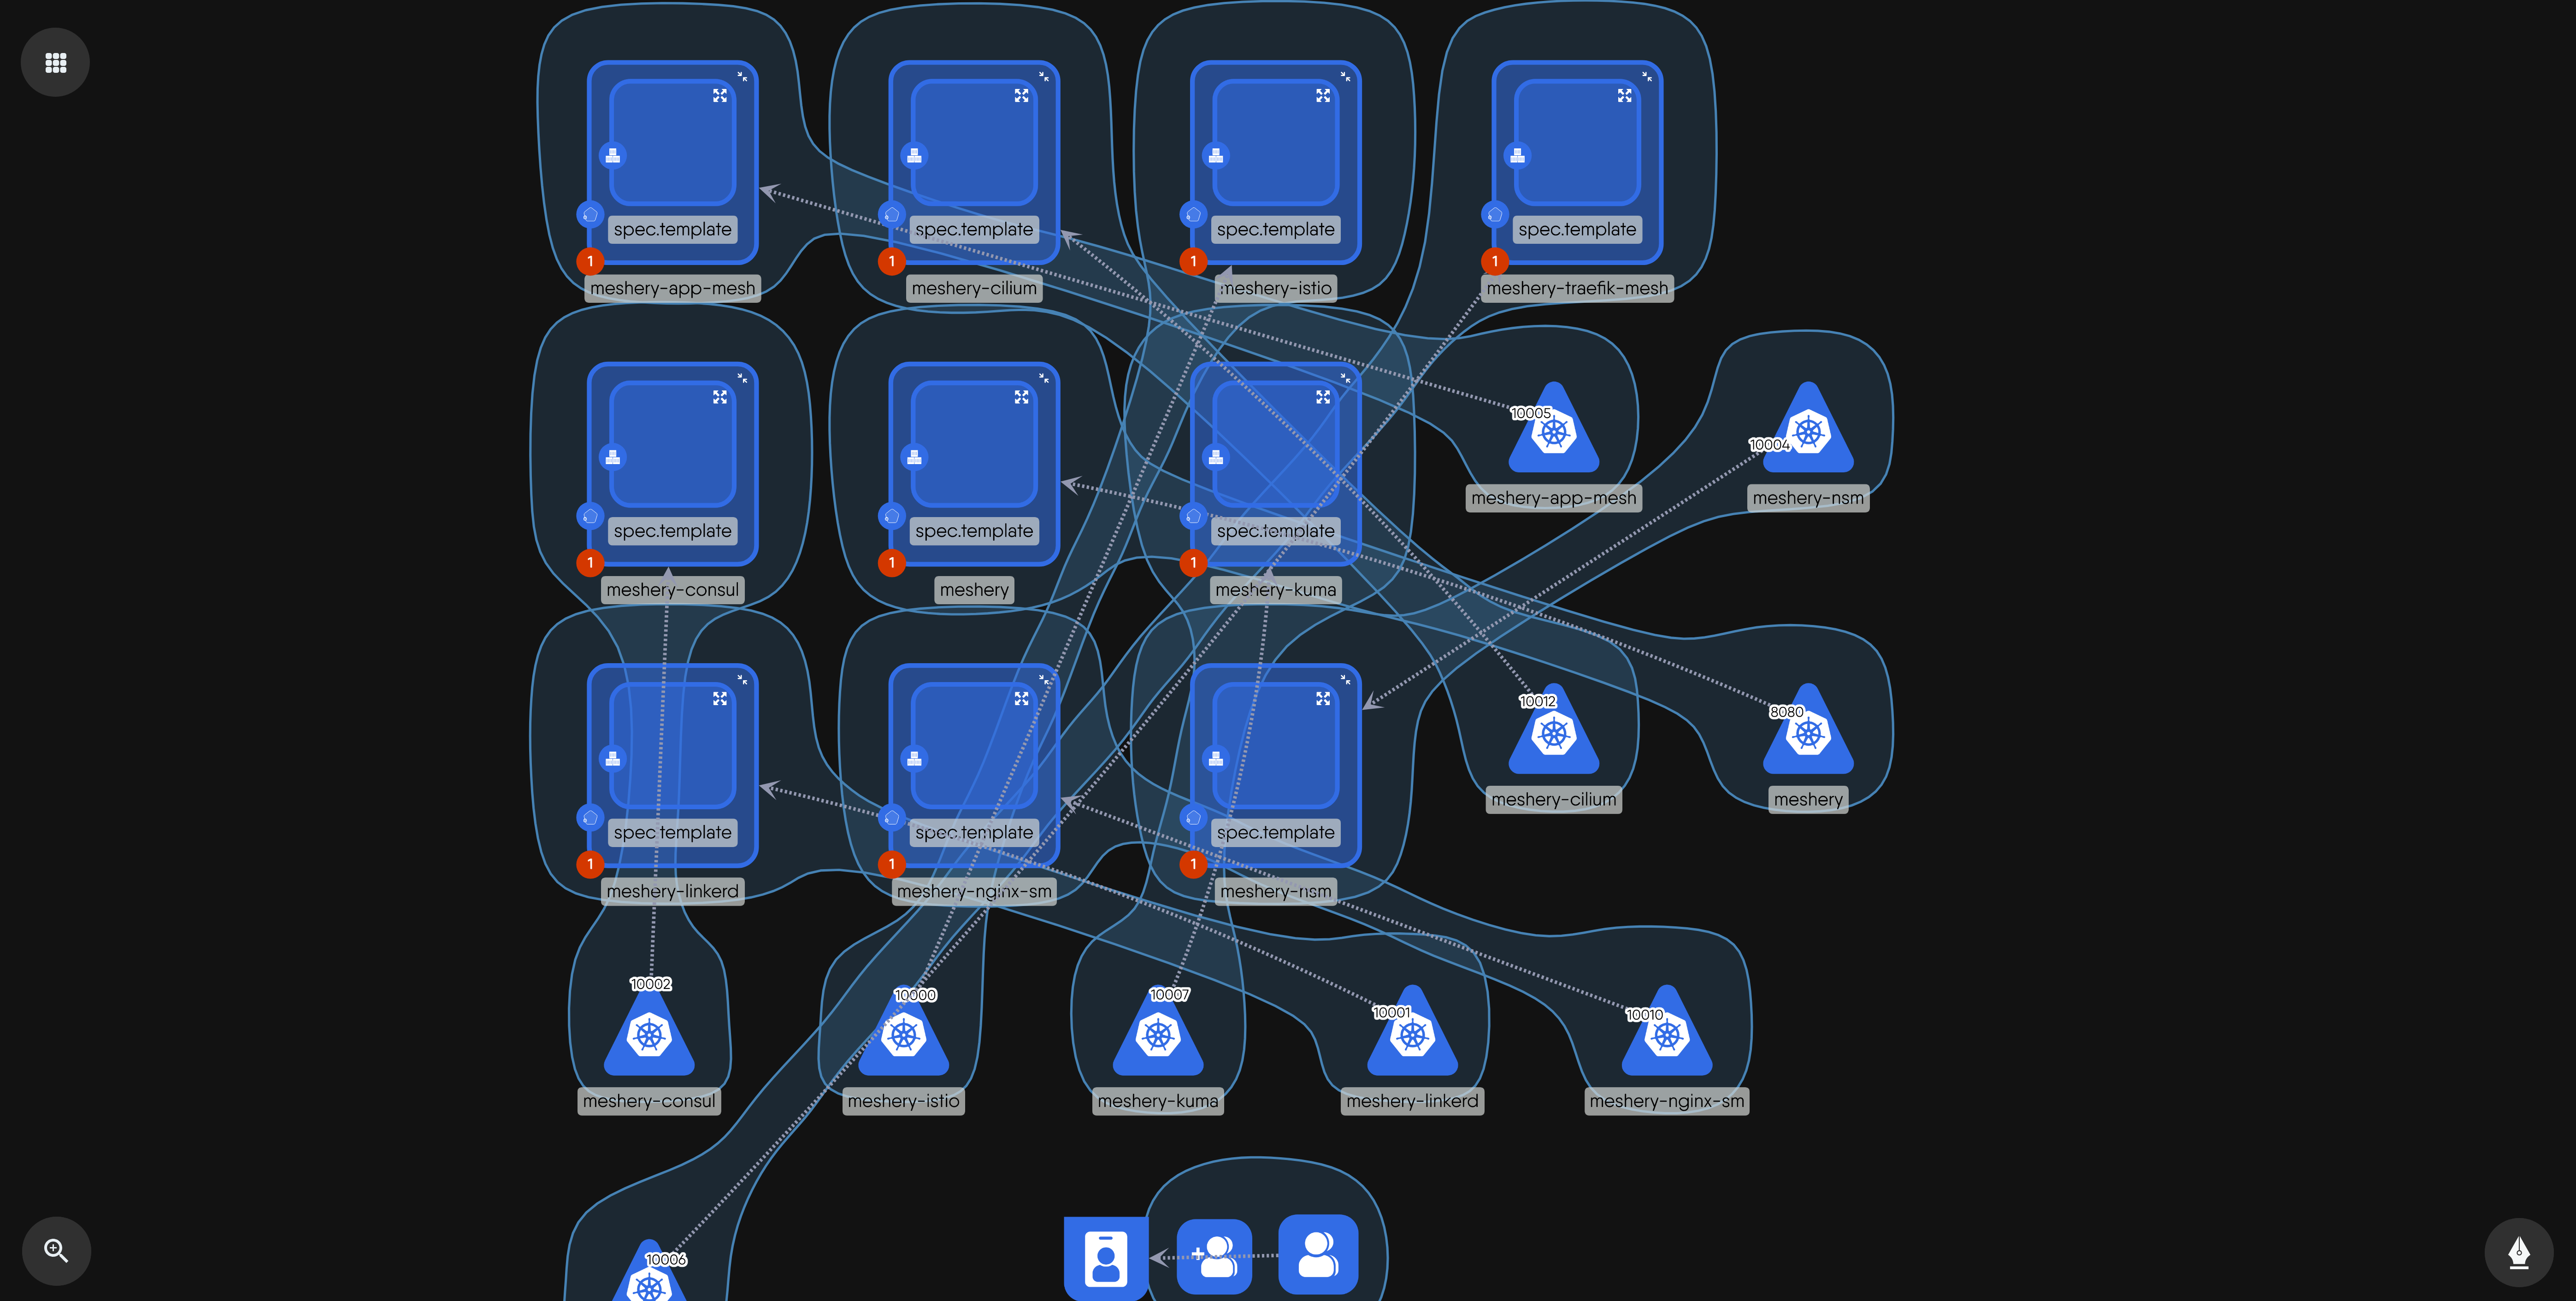 spec.template
spec.template
spec.template
spec.template
1
1
1
1
meshery-app-mesh
meshery-cilium
meshery-istio
meshery-traefik-mesh
10005
10004
meshery-app-mesh
meshery-nsm
spec.template
spec.template
spec.template
1
1
1
meshery-consul
meshery
meshery-kuma
10012
8080
meshery-cilium
meshery
spec.template
spec.template
spec.template
1
1
1
meshery-linkerd
meshery-nginx-sm
meshery-nsm
10002
10000
10007
10001
10010
meshery-consul
meshery-istio
meshery-kuma
meshery-linkerd
meshery-nginx-sm
10006